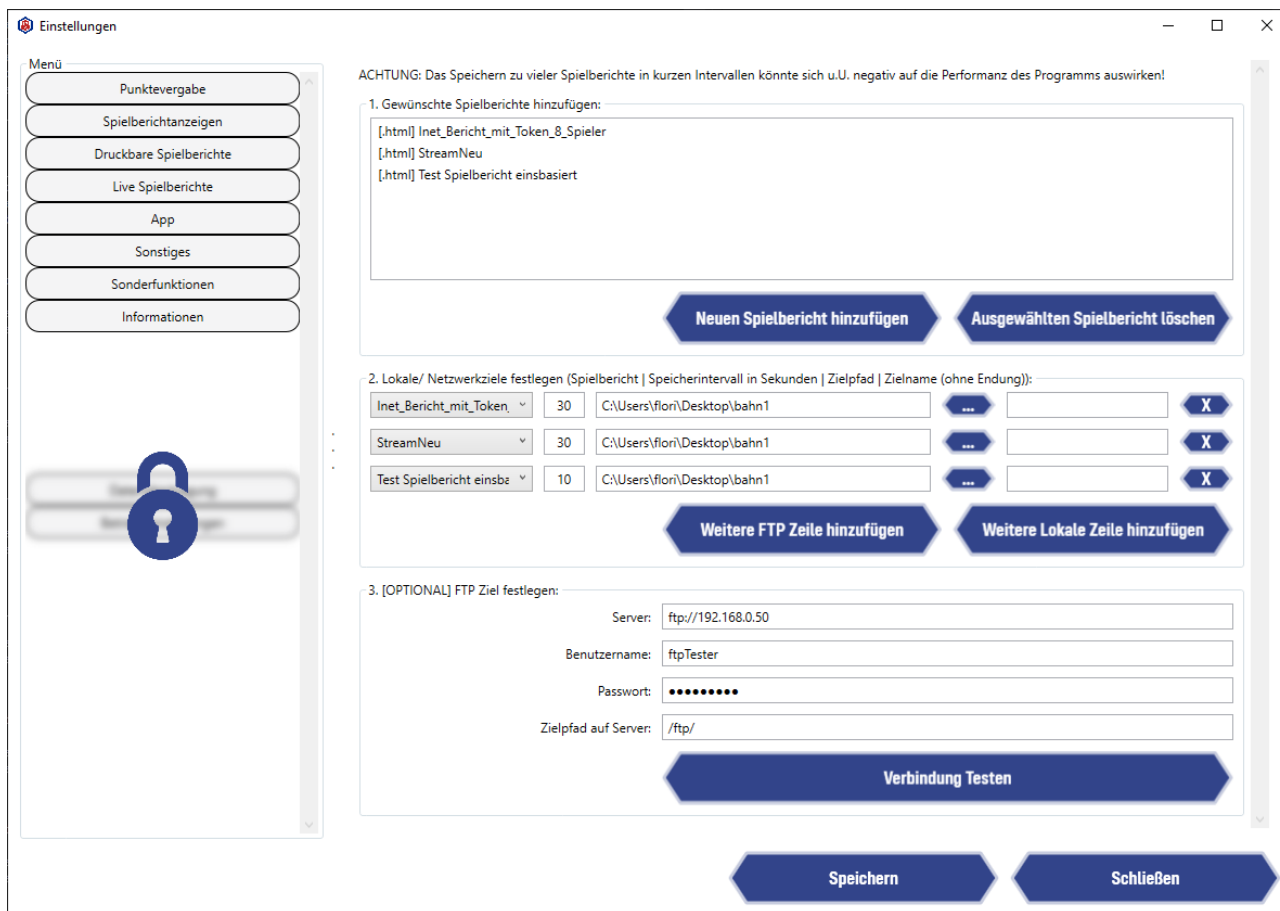 Einstellungen
Menü
Punktevergabe
Spielberichtanzeigen
Druckbare Spielberichte
Live Spielberichte
App
Sonstiges
Sonderfunktionen
Informationen
ACHTUNG: Das Speichern zu vieler Spielberichte in kurzen Intervallen könnte sich u.U. negativ auf die Performanz des Programms auswirken!
1. Gewünschte Spielberichte hinzufügen:
[.html] Inet_Bericht_mit_Token_8_Spieler
[.html] StreamNeu
[.html] Test Spielbericht einsbasiert
Neuen Spielbericht hinzufügen Ausgewählten Spielbericht löschen
2. Lokale/ Netzwerkziele festlegen (Spielbericht | Speicherintervall in Sekunden | Zielpfad | Zielname (ohne Endung)):
Inet_Bericht_mit_Token_ 30 C:\Users\flori\Desktop\bahn1 ... X
StreamNeu 30 C:\Users\flori\Desktop\bahn1 ... X
Test Spielbericht einsba 10 C:\Users\flori\Desktop\bahn1 ... X
Weitere FTP Zeile hinzufügen Weitere Lokale Zeile hinzufügen
3. [OPTIONAL] FTP Ziel festlegen:
Server: ftp://192.168.0.50
Benutzername: ftpTester
Passwort: •••••••••
Zielpfad auf Server: /ftp/
Verbindung Testen
Speichern Schließen